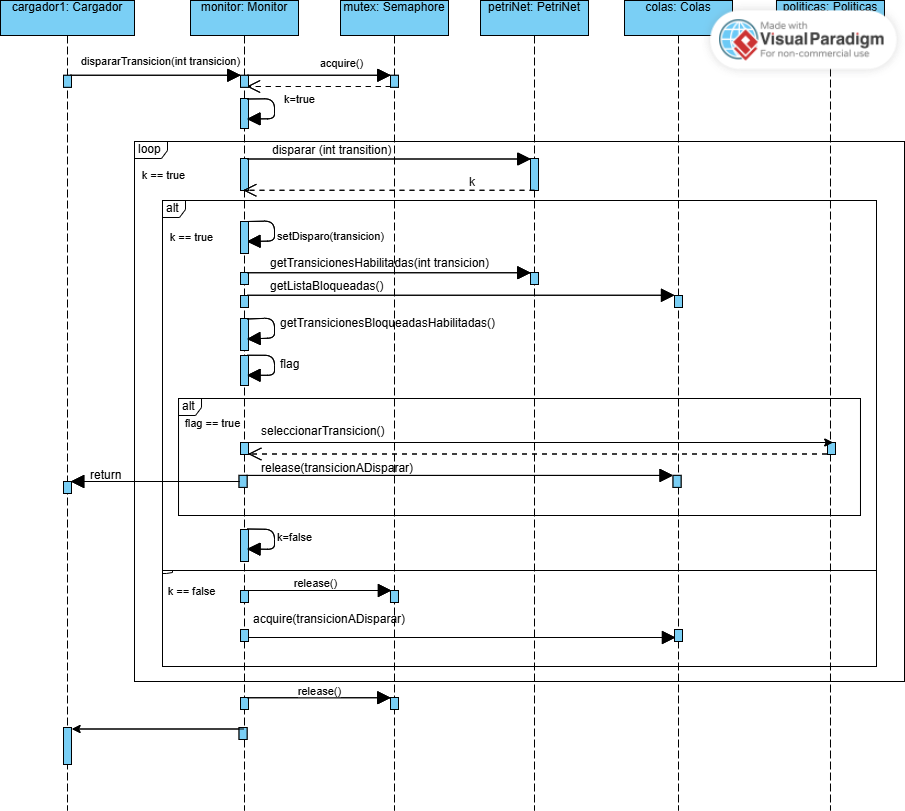 cargador1: Cargador
monitor: Monitor
mutex: Semaphore
petriNet: PetriNet
colas: Colas
politicas: Politicas
Made with
VisualParadigm
For non-commercial use
dispararTransicion(int transicion)
acquire()
k=true
loop
disparar (int transition)
k == true
k
alt
k == true
setDisparo(transicion)
getTransicionesHabilitadas(int transicion)
getListaBloqueadas()
getTransicionesBloqueadasHabilitadas()
flag
alt
flag == true
seleccionarTransicion()
release(transicionADisparar)
return
k=false
k == false
release()
acquire(transicionADisparar)
release()